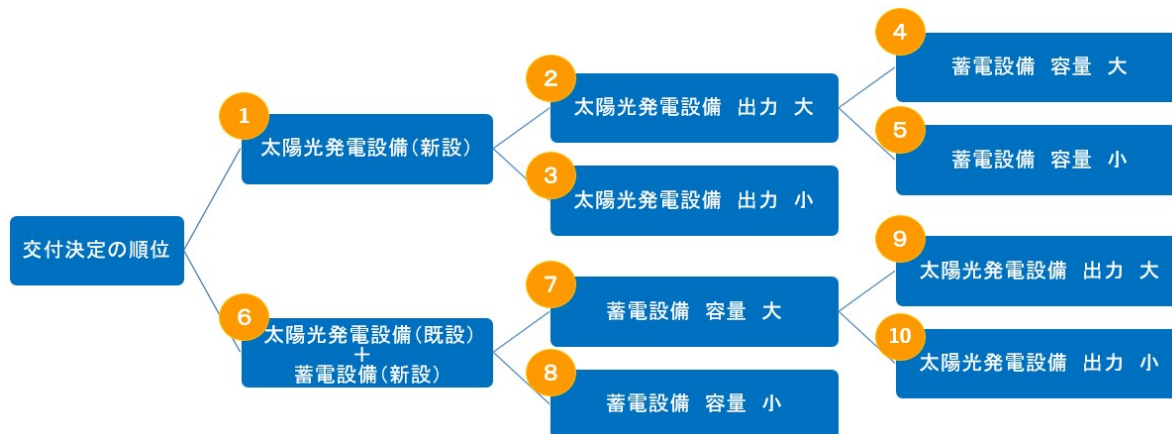 交付決定の順位
1
太陽光発電設備(新設)
2
太陽光発電設備 出力 大
3
太陽光発電設備 出力 小
4
蓄電設備 容量 大
5
蓄電設備 容量 小
6
太陽光発電設備(既設)
+
蓄電設備(新設)
7
蓄電設備 容量 大
8
蓄電設備 容量 小
9
太陽光発電設備 出力 大
10
太陽光発電設備 出力 小